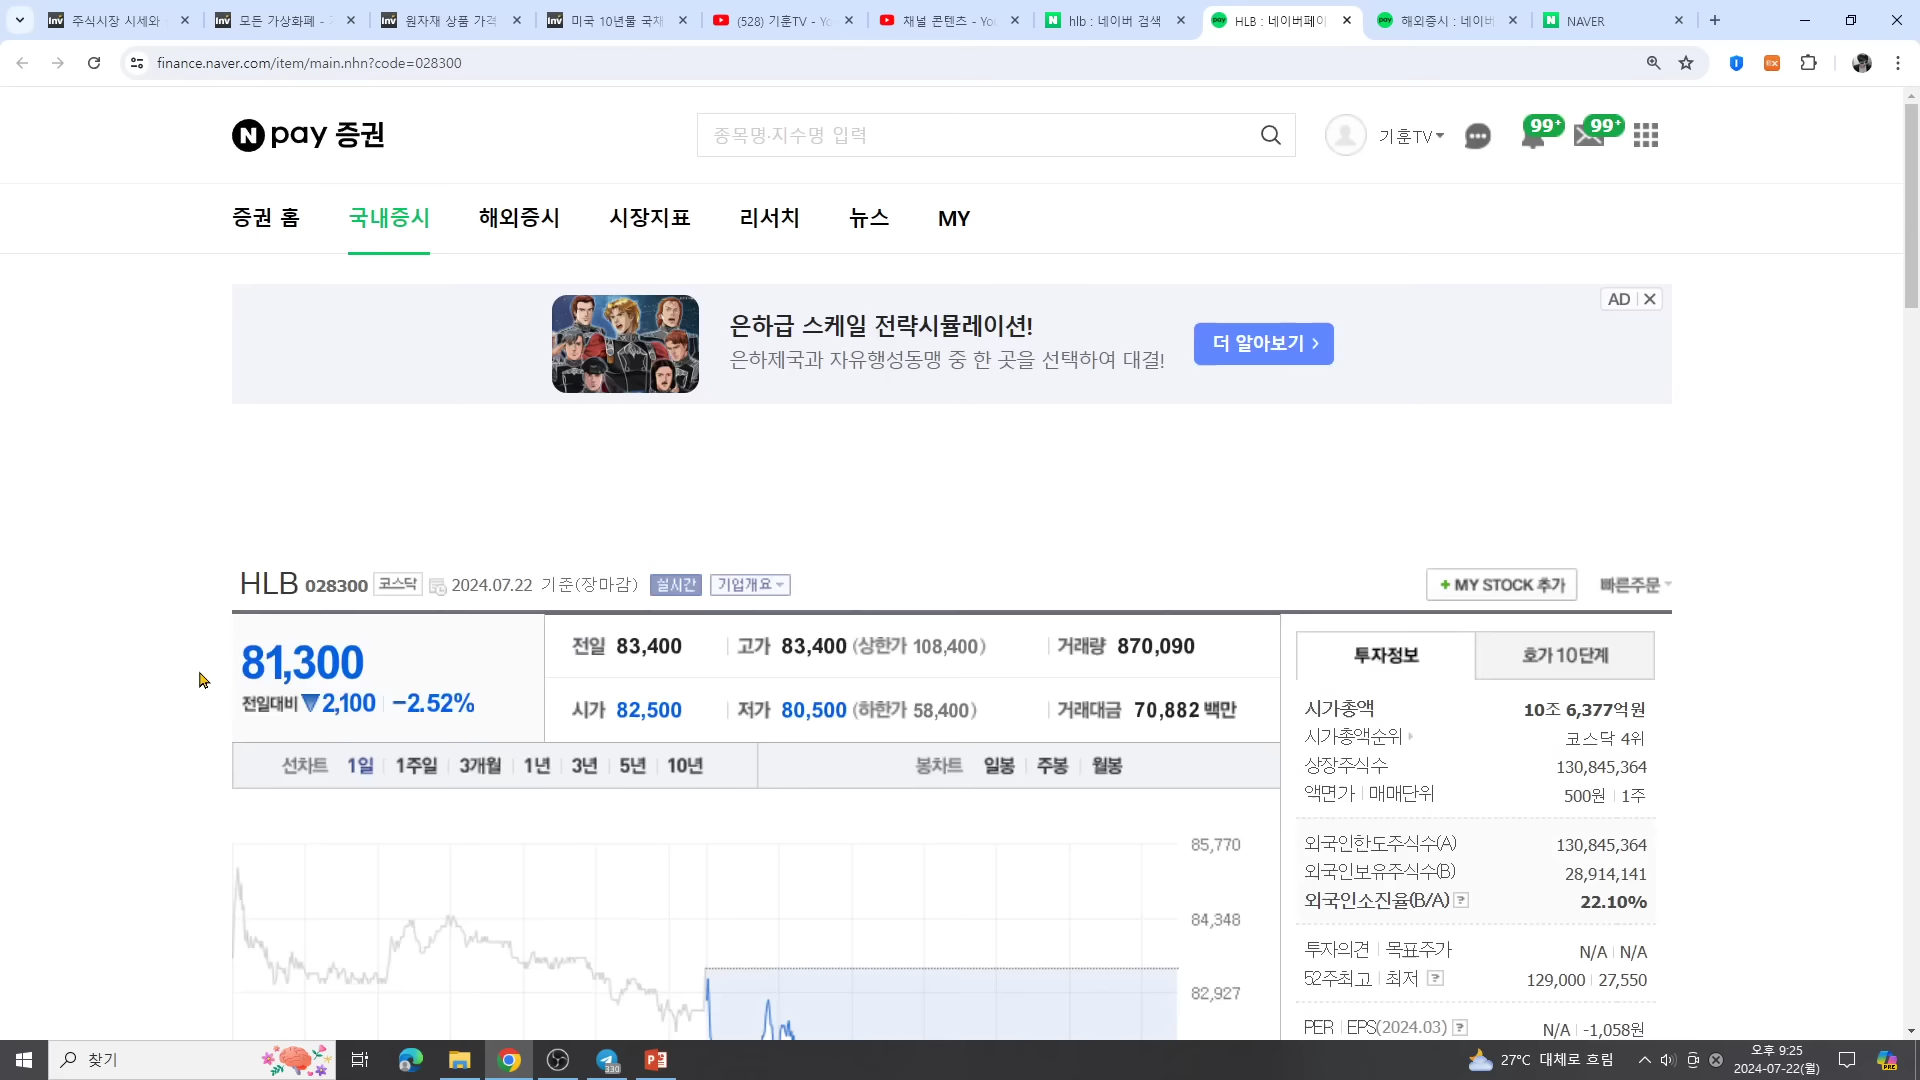 주식시장 시세와
모든 가상화폐 -
원자재 상품 가격
미국 10년물 국채
(528) 기훈TV - Yo
채널 콘텐츠 - You
hlb : 네이버 검색
HLB : 네이버페이
해외증시 : 네이버
NAVER
finance.naver.com/item/main.nhn?code=028300
N pay 증권
종목명·지수명 입력
기훈TV
99+
99+
증권 홈
국내증시
해외증시
시장지표
리서치
뉴스
MY
은하급 스케일 전략시뮬레이션!
은하제국과 자유행성동맹 중 한 곳을 선택하여 대결!
더 알아보기
AD
HLB 028300 코스닥 2024.07.22 기준(장마감) 실시간 기업개요
+ MY STOCK 추가 빠른주문
81,300
전일대비 ▼2,100 -2.52%
전일 83,400 고가 83,400 (상한가 108,400) 거래량 870,090
시가 82,500 저가 80,500 (하한가 58,400) 거래대금 70,882 백만
선차트 1일 1주일 3개월 1년 3년 5년 10년
봉차트 일봉 주봉 월봉
85,770
84,348
82,927
투자정보 호가 10단계
시가총액 10조 6,377억원
시가총액순위 코스닥 4위
상장주식수 130,845,364
액면가 매매단위 500원 1주
외국인한도주식수(A) 130,845,364
외국인보유주식수(B) 28,914,141
외국인소진율(B/A) ? 22.10%
투자의견 목표주가 N/A N/A
52주최고 최저 ? 129,000 27,550
PER EPS(2024.03) ? N/A -1,058원
찾기
330
27°C 대체로 흐림
오후 9:25
2024-07-22(월)